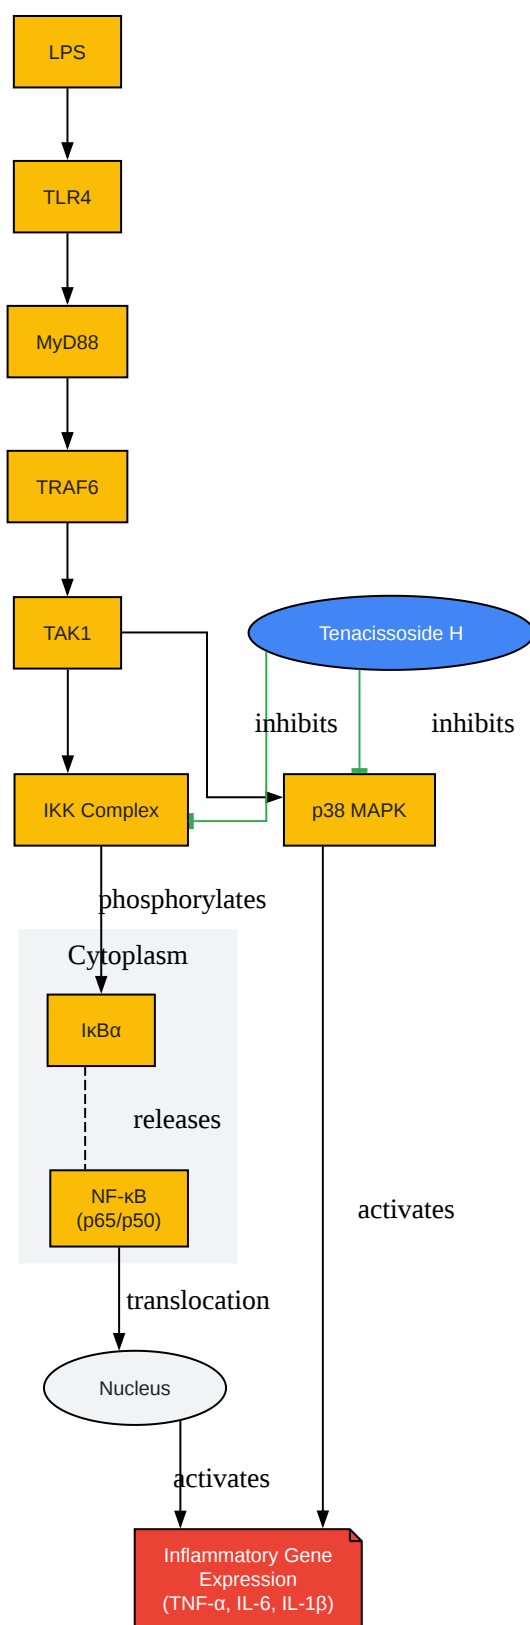 LPS
TLR4
MyD88
TRAF6
TAK1
Tenacissoside H
inhibits
inhibits
IKK Complex
p38 MAPK
phosphorylates
Cytoplasm
IκBα
releases
NF-κB
(p65/p50)
activates
translocation
Nucleus
activates
Inflammatory Gene
Expression
(TNF-α, IL-6, IL-1β)